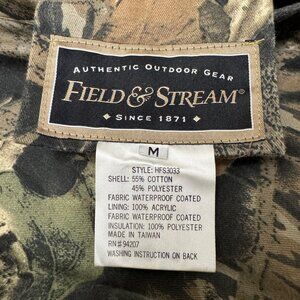 AUTHENTIC OUTDOOR GEAR
FIELD & STREAM®
SINCE 1871
M
STYLE: HFS3033
SHELL: 55% COTTON
45% POLYESTER
FABRIC WATERPROOF COATED
LINING: 100% ACRYLIC
FABRIC WATERPROOF COATED
INSULATION: 100% POLYESTER
MADE IN TAIWAN
RN# 94207
WASHING INSTRUCTION ON BACK